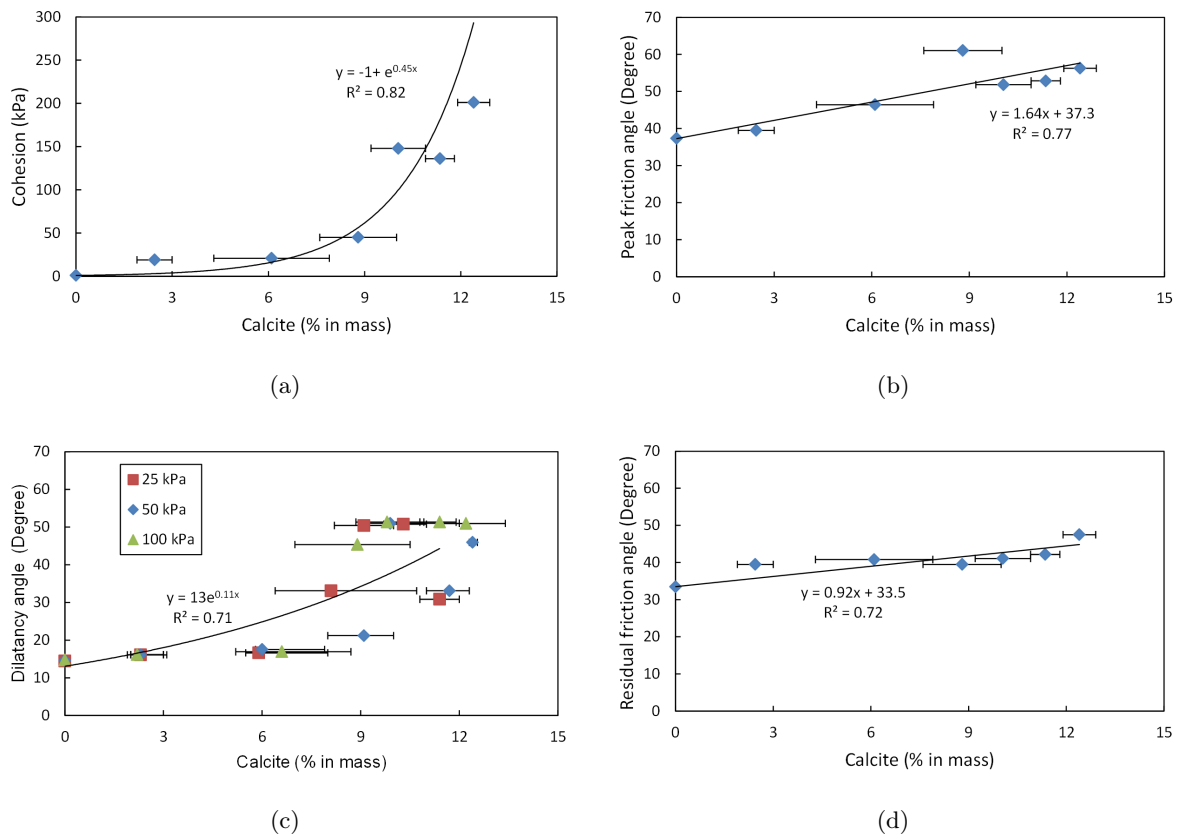 300
250
200
150
100
50
0
0 3 6 9 12 15
Cohesion (kPa)
Calcite (% in mass)
y = -1+ e^0.45x
R² = 0.82
(a)
70
60
50
40
30
20
10
0
0 3 6 9 12 15
Peak friction angle (Degree)
Calcite (% in mass)
y = 1.64x + 37.3
R² = 0.77
(b)
70
60
50
40
30
20
10
0
0 3 6 9 12 15
Dilatancy angle (Degree)
Calcite (% in mass)
25 kPa
50 kPa
100 kPa
y = 13e^0.11x
R² = 0.71
(c)
70
60
50
40
30
20
10
0
0 3 6 9 12 15
Residual friction angle (Degree)
Calcite (% in mass)
y = 0.92x + 33.5
R² = 0.72
(d)